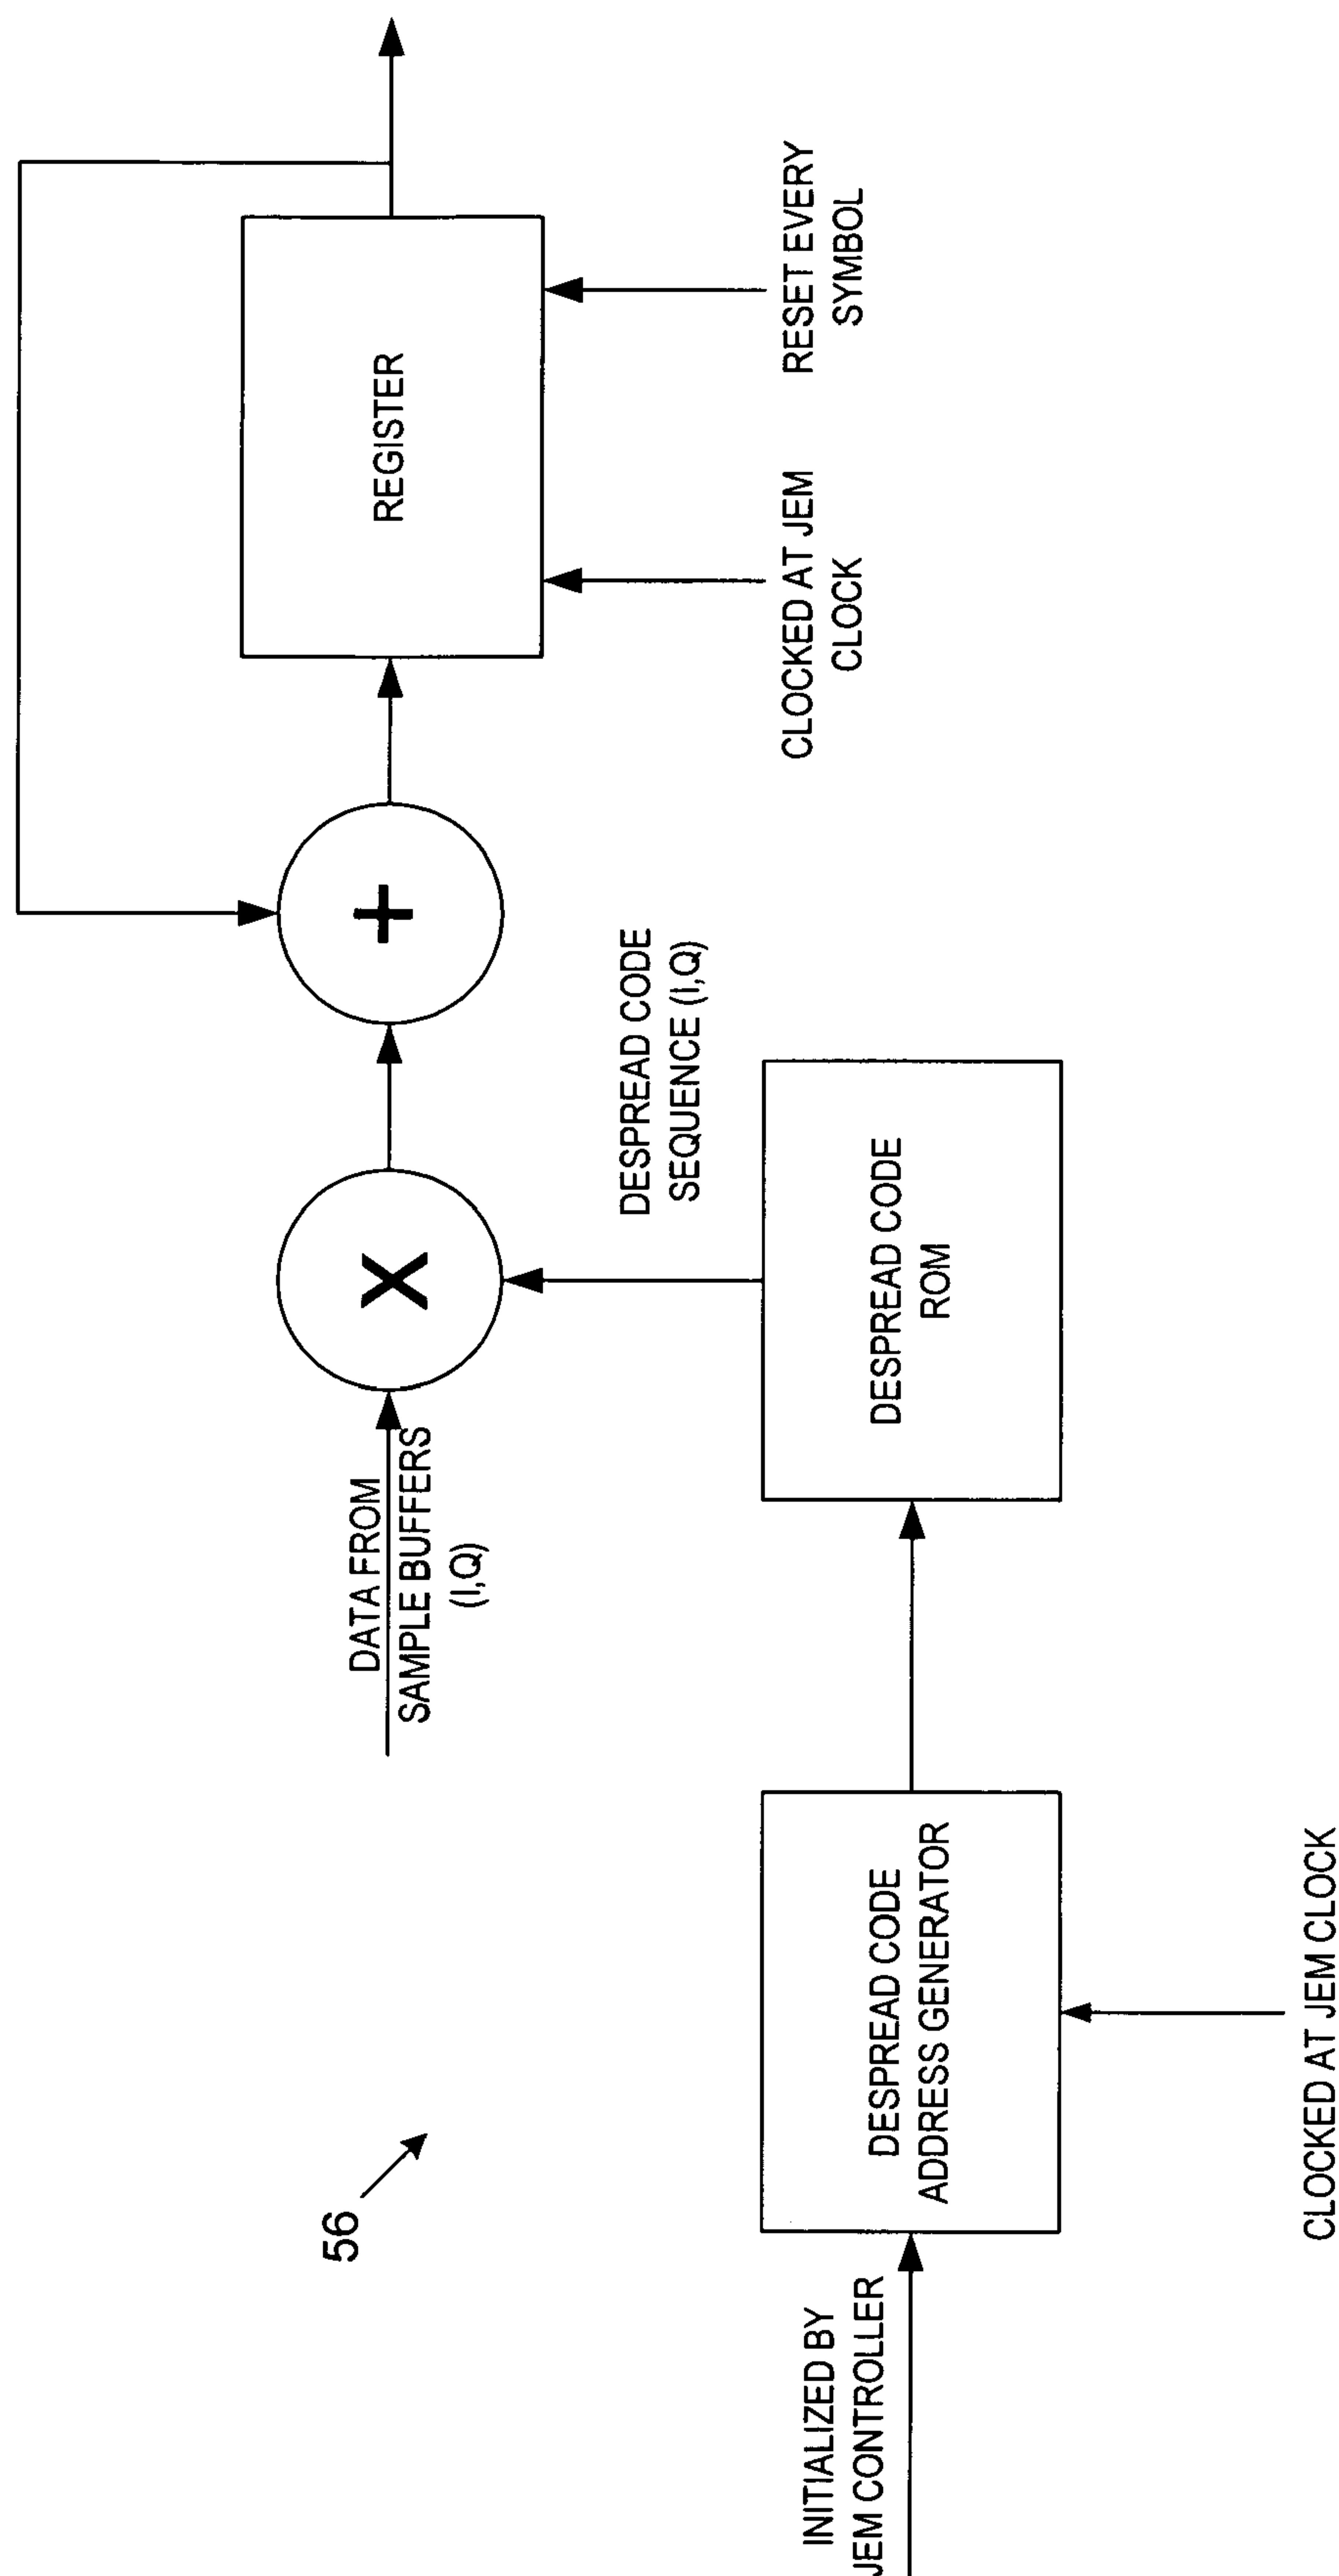 56
DATA FROM
SAMPLE BUFFERS
(I,Q)
X
+
REGISTER
DESPREAD CODE
SEQUENCE (I,Q)
CLOCKED AT JEM
CLOCK
RESET EVERY
SYMBOL
INITIALIZED BY
JEM CONTROLLER
DESPREAD CODE
ADDRESS GENERATOR
DESPREAD CODE
ROM
CLOCKED AT JEM CLOCK